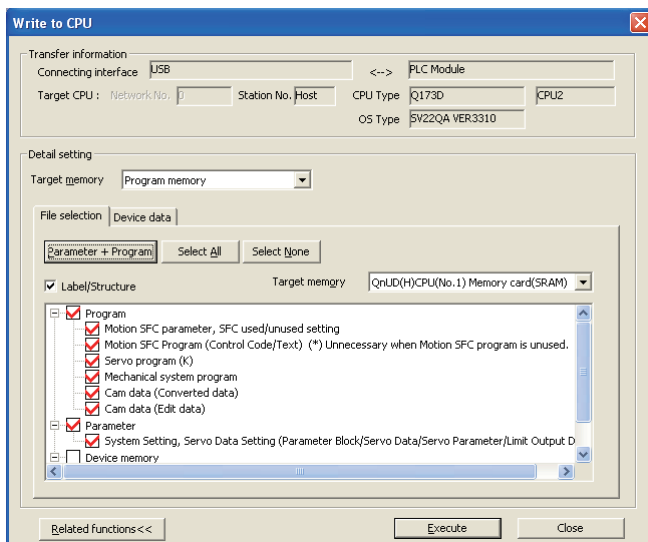 Write to CPU
Transfer information
Connecting interface USB <--> PLC Module
Target CPU : Network No. 0 Station No. Host CPU Type Q173D CPU2
OS Type SV22QA VER3310
Detail setting
Target memory Program memory
File selection Device data
Parameter + Program Select All Select None
Label/Structure Target memory QnUD(H)CPU(No.1) Memory card(SRAM)
Program
Motion SFC parameter, SFC used/unused setting
Motion SFC Program (Control Code/Text) (*) Unnecessary when Motion SFC program is unused.
Servo program (K)
Mechanical system program
Cam data (Converted data)
Cam data (Edit data)
Parameter
System Setting, Servo Data Setting (Parameter Block/Servo Data/Servo Parameter/Limit Output D
Device memory
Related functions<< Execute Close